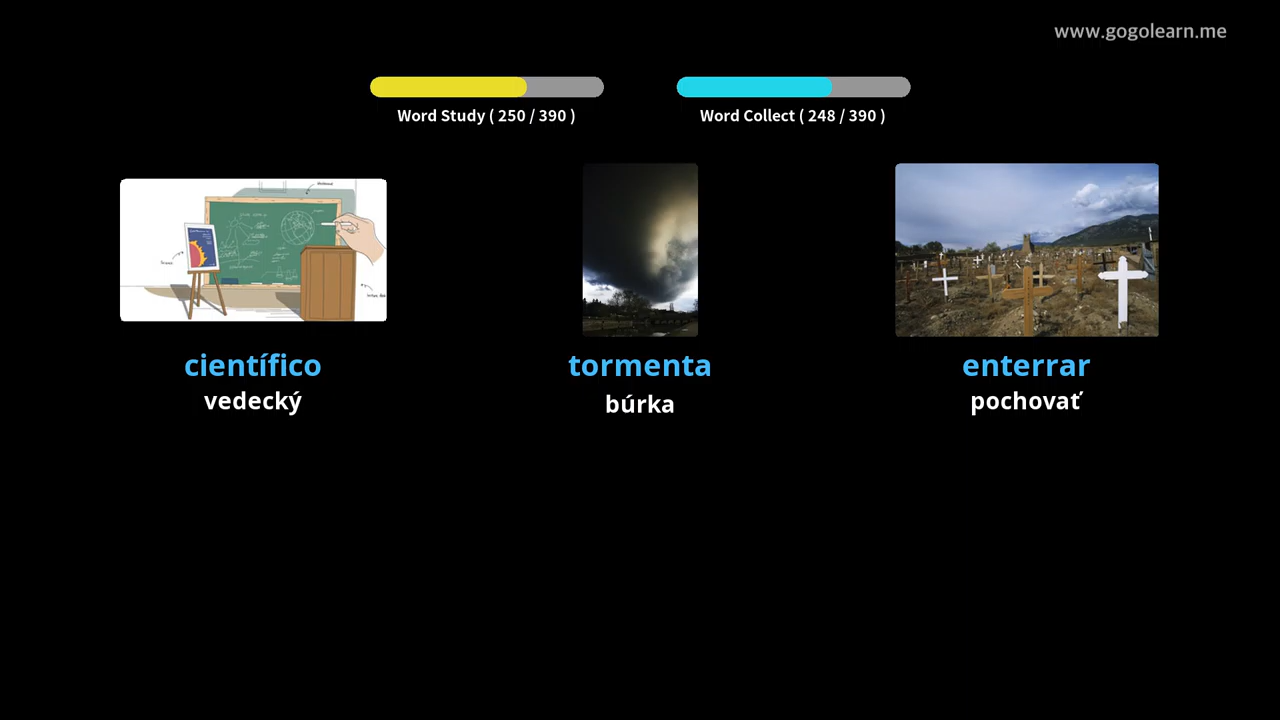 www.gogolearn.me
Word Study ( 250 / 390 )
Word Collect ( 248 / 390 )
científico
tormenta
enterrar
vedecký
búrka
pochovať